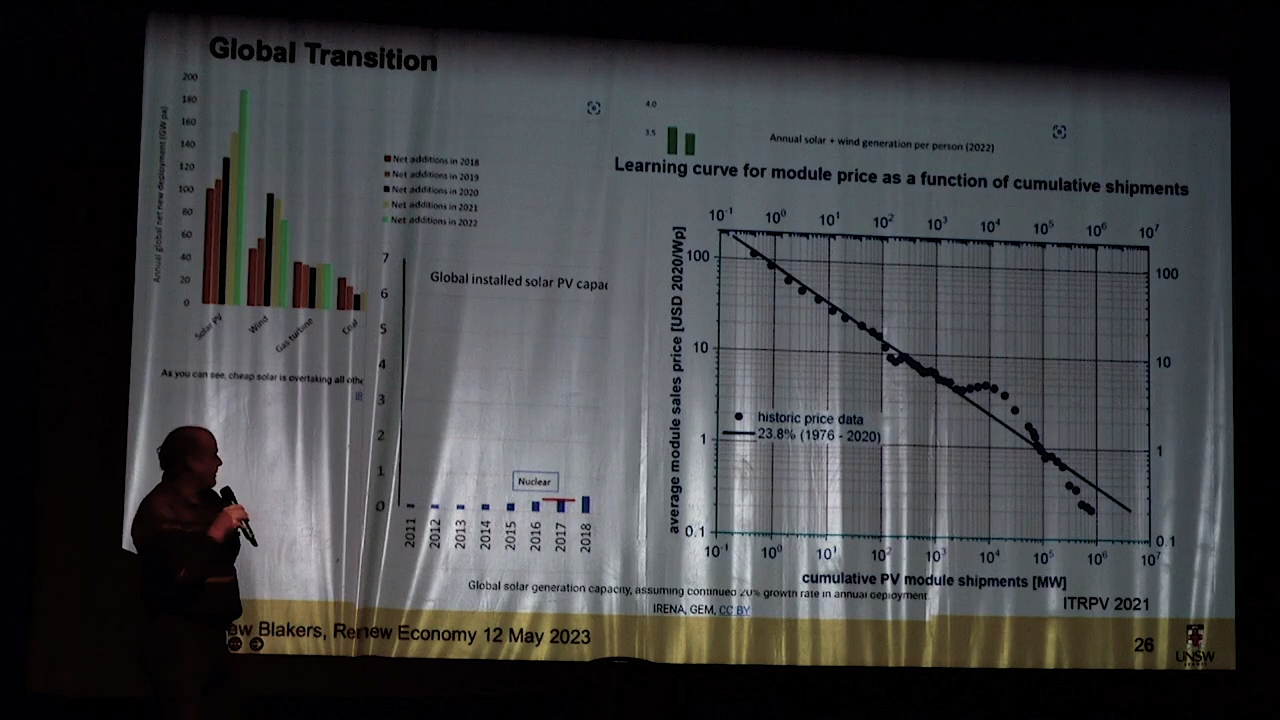 Global Transition
200
180
160
140
120
100
80
60
40
20
0
Annual global net new deployment (GW pa)
Solar PV
Wind
Gas turbine
Coal
Net additions in 2018
Net additions in 2019
Net additions in 2020
Net additions in 2021
Net additions in 2022
As you can see, cheap solar is overtaking all othe
7
6
5
4
3
2
1
0
Global installed solar PV capac
Nuclear
2011
2012
2013
2014
2015
2016
2017
2018
4.0
3.5
Annual solar + wind generation per person (2022)
Learning curve for module price as a function of cumulative shipments
10-1 100 101 102 103 104 105 106 107
average module sales price [USD 2020/Wp]
100
10
1
0.1
100
10
1
0.1
historic price data
23.8% (1976 - 2020)
10-1 100 101 102 103 104 105 106 107
cumulative PV module shipments [MW]
Global solar generation capacity, assuming continued 20% growth rate in annual deployment.
IRENA, GEM, CC BY
ITRPV 2021
ew Blakers, Renew Economy 12 May 2023
26
UNSW